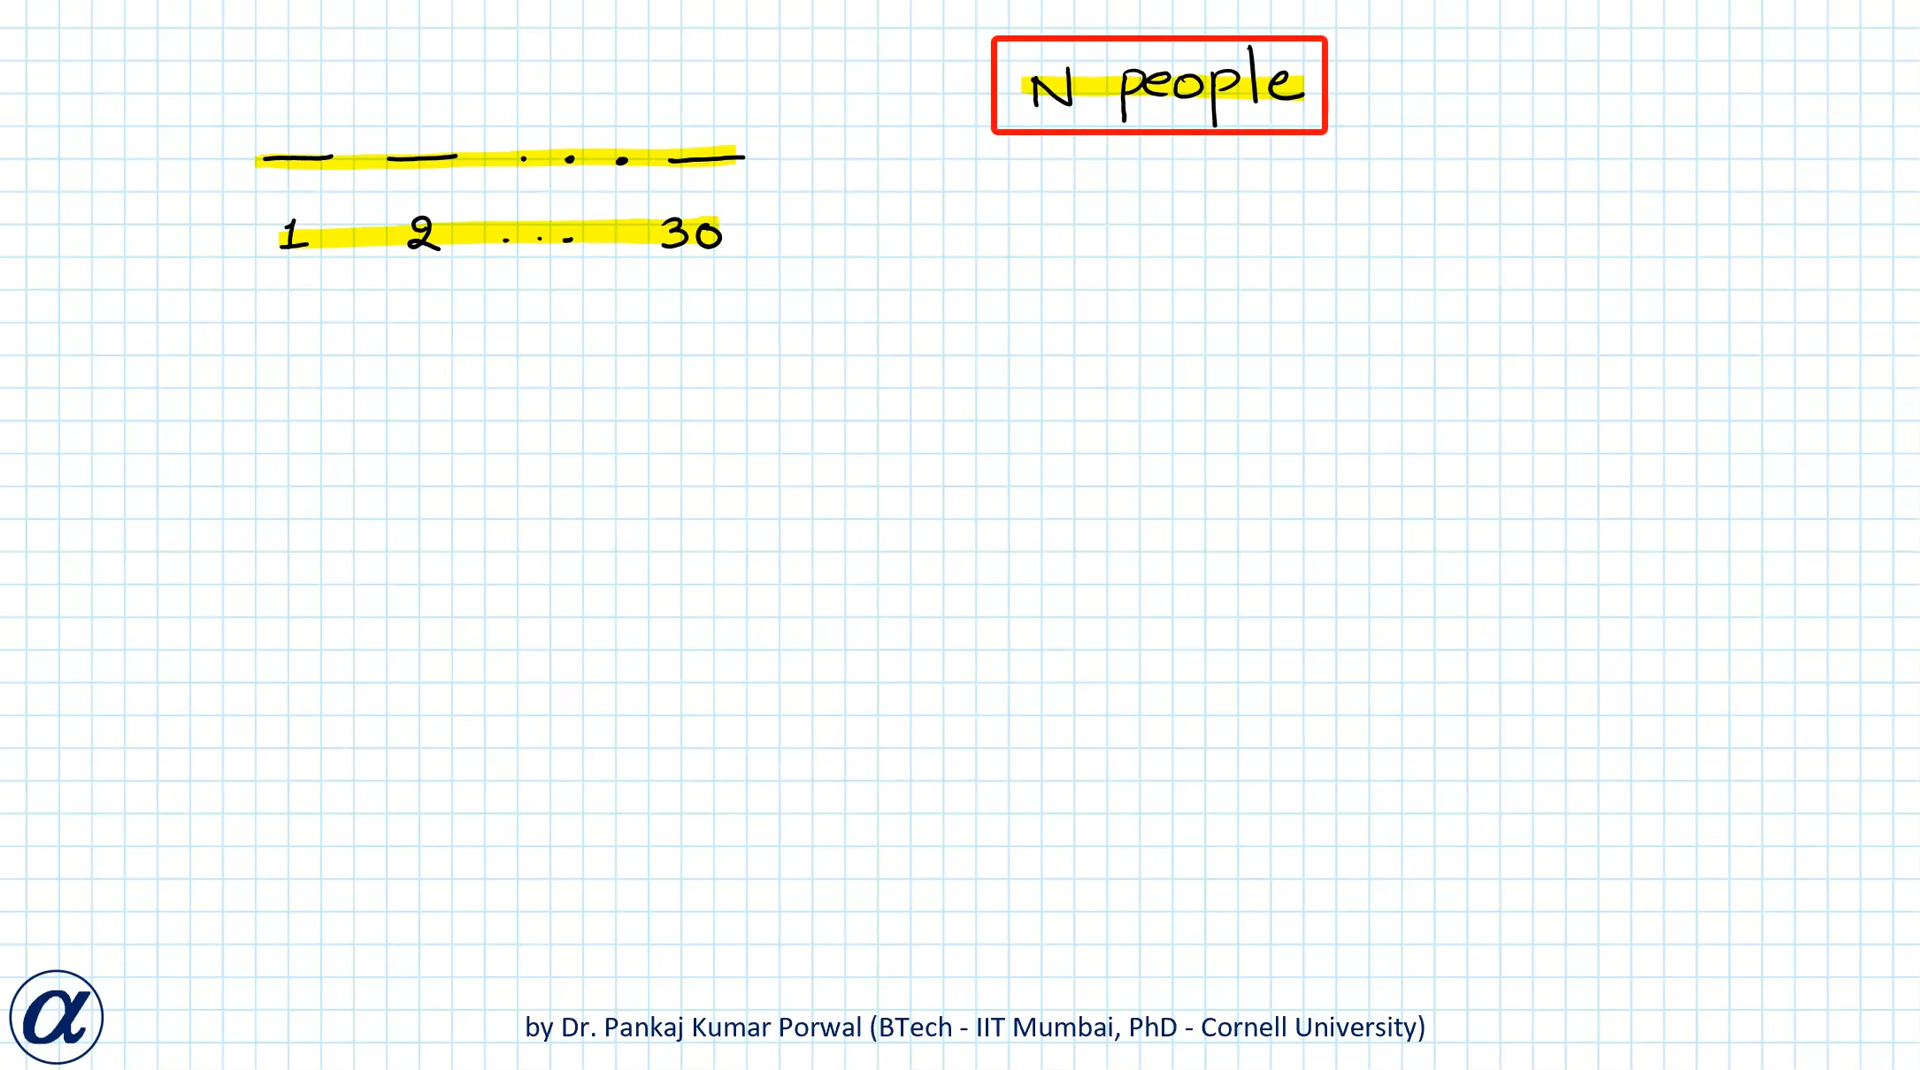 N people
— — . . . —
1 2 . . . 30
α
by Dr. Pankaj Kumar Porwal (BTech - IIT Mumbai, PhD - Cornell University)